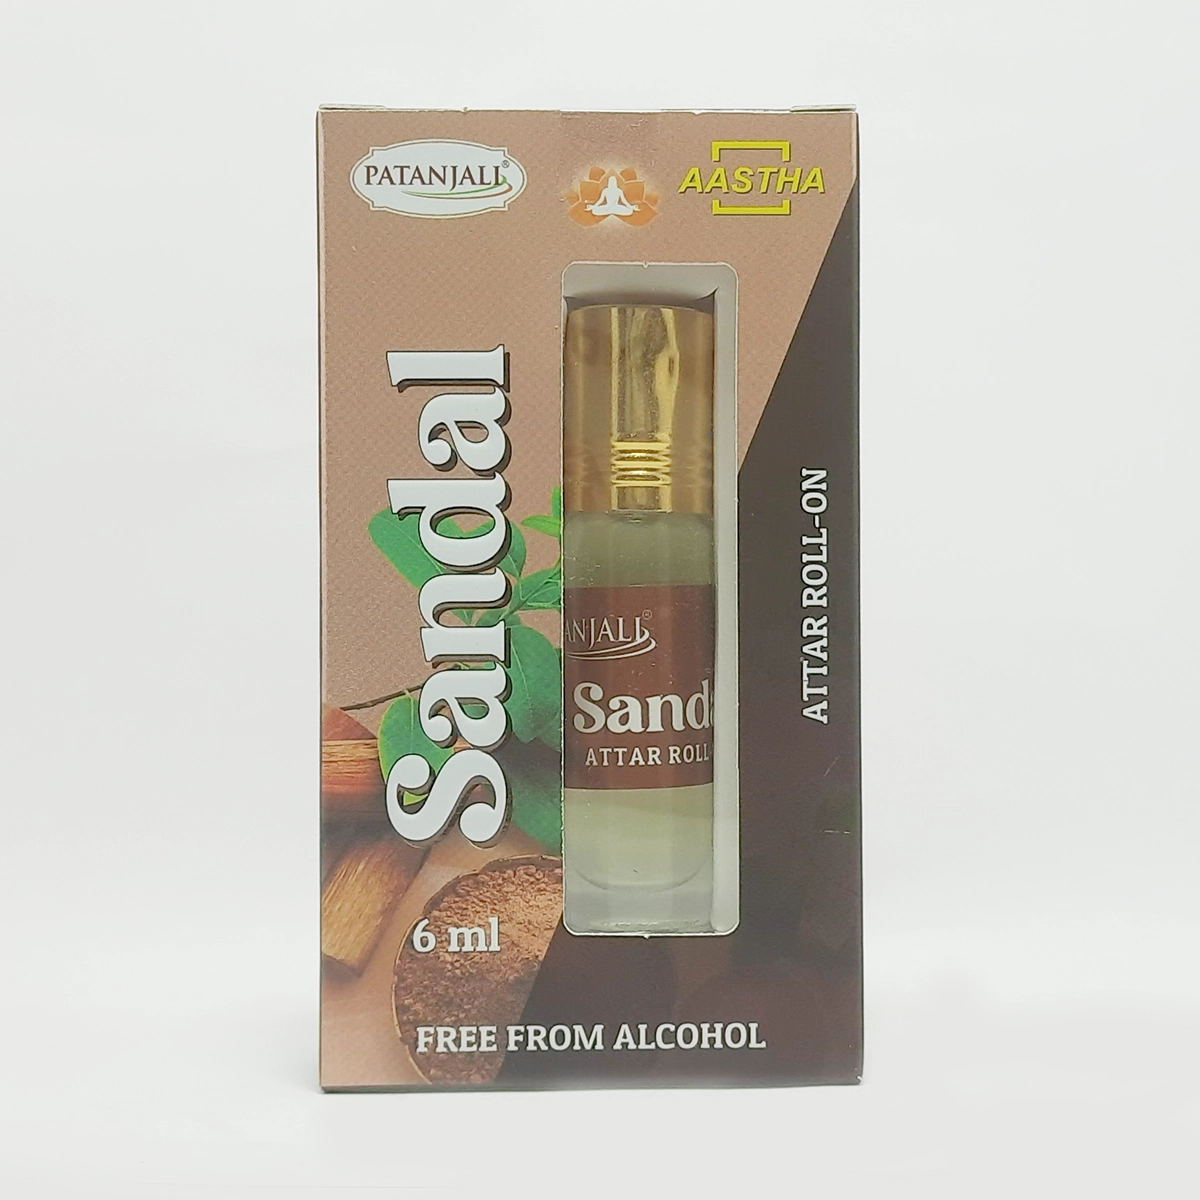 PATANJALI®
AASTHA
Sandal
ATTAR ROLL-ON
ANJALI®
Sanda
ATTAR ROLL-
6 ml
FREE FROM ALCOHOL